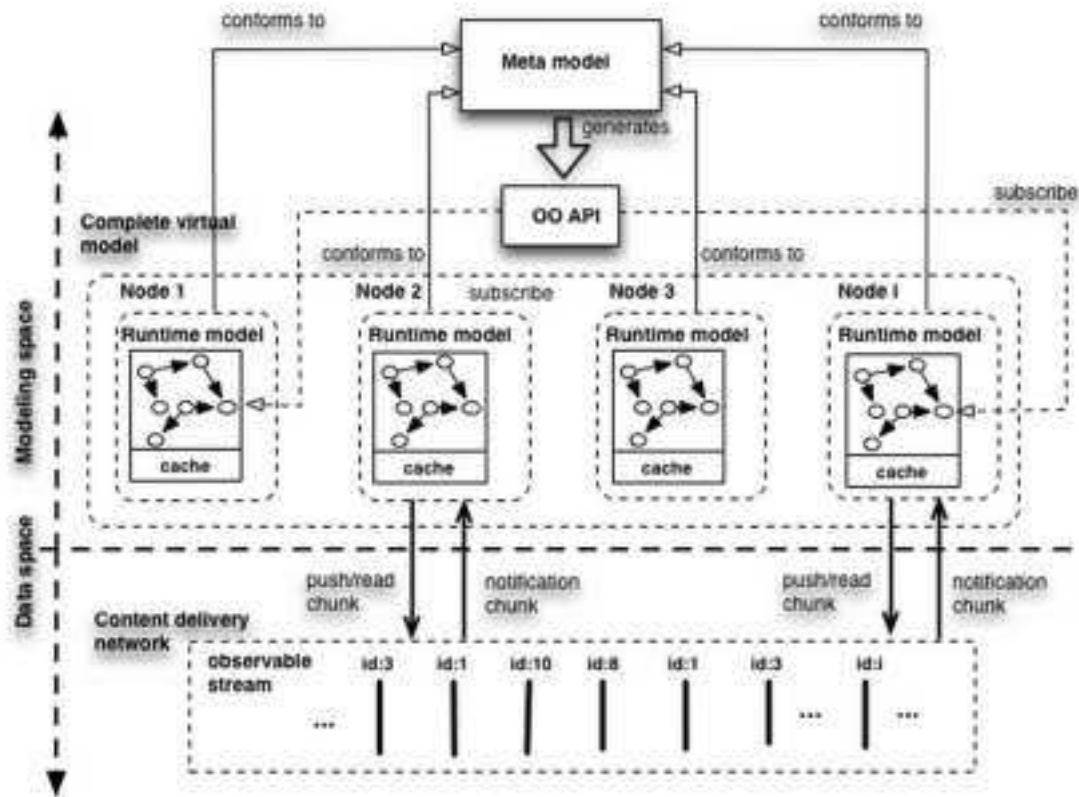 conforms to
conforms to
Meta model
generates
subscribe
OO API
Complete virtual
model
conforms to
conforms to
Node 1
Node 2
subscribe
Node 3
Node I
Runtime model
Runtime model
Runtime model
Runtime model
cache
cache
cache
cache
Modeling space
Data space
push/read
chunk
notification
chunk
push/read
chunk
notification
chunk
Content delivery
network
observable
stream
id:3
id:1
id:10
id:8
id:1
id:3
id:i
...
...
...